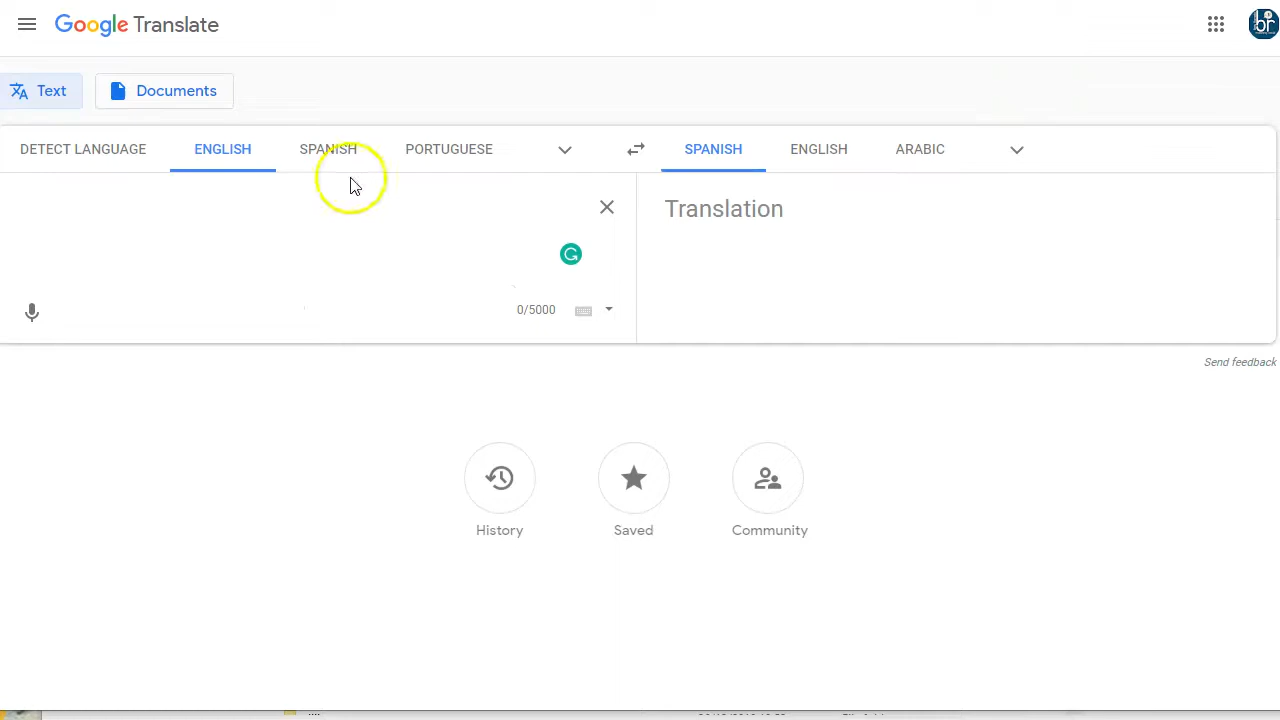 Google Translate
br
Text
Documents
DETECT LANGUAGE ENGLISH SPANISH PORTUGUESE SPANISH ENGLISH ARABIC
Translation
0/5000
Send feedback
History Saved Community